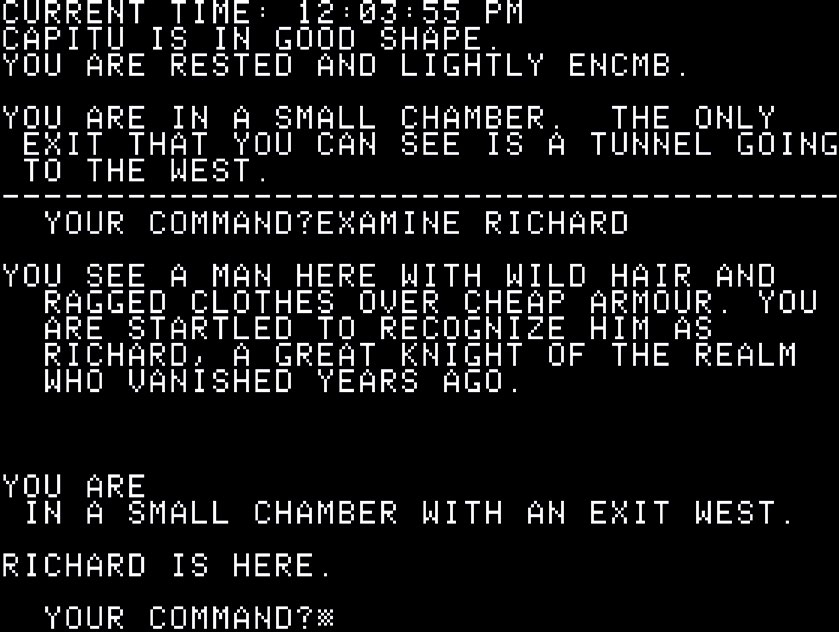 CURRENT TIME: 12:03:55 PM
CAPITU IS IN GOOD SHAPE.
YOU ARE RESTED AND LIGHTLY ENCMB.
YOU ARE IN A SMALL CHAMBER.  THE ONLY
EXIT THAT YOU CAN SEE IS A TUNNEL GOING
TO THE WEST.
----------------------------------------
YOUR COMMAND?EXAMINE RICHARD
YOU SEE A MAN HERE WITH WILD HAIR AND
RAGGED CLOTHES OVER CHEAP ARMOUR. YOU
ARE STARTLED TO RECOGNIZE HIM AS
RICHARD, A GREAT KNIGHT OF THE REALM
WHO VANISHED YEARS AGO.
YOU ARE
IN A SMALL CHAMBER WITH AN EXIT WEST.
RICHARD IS HERE.
YOUR COMMAND?